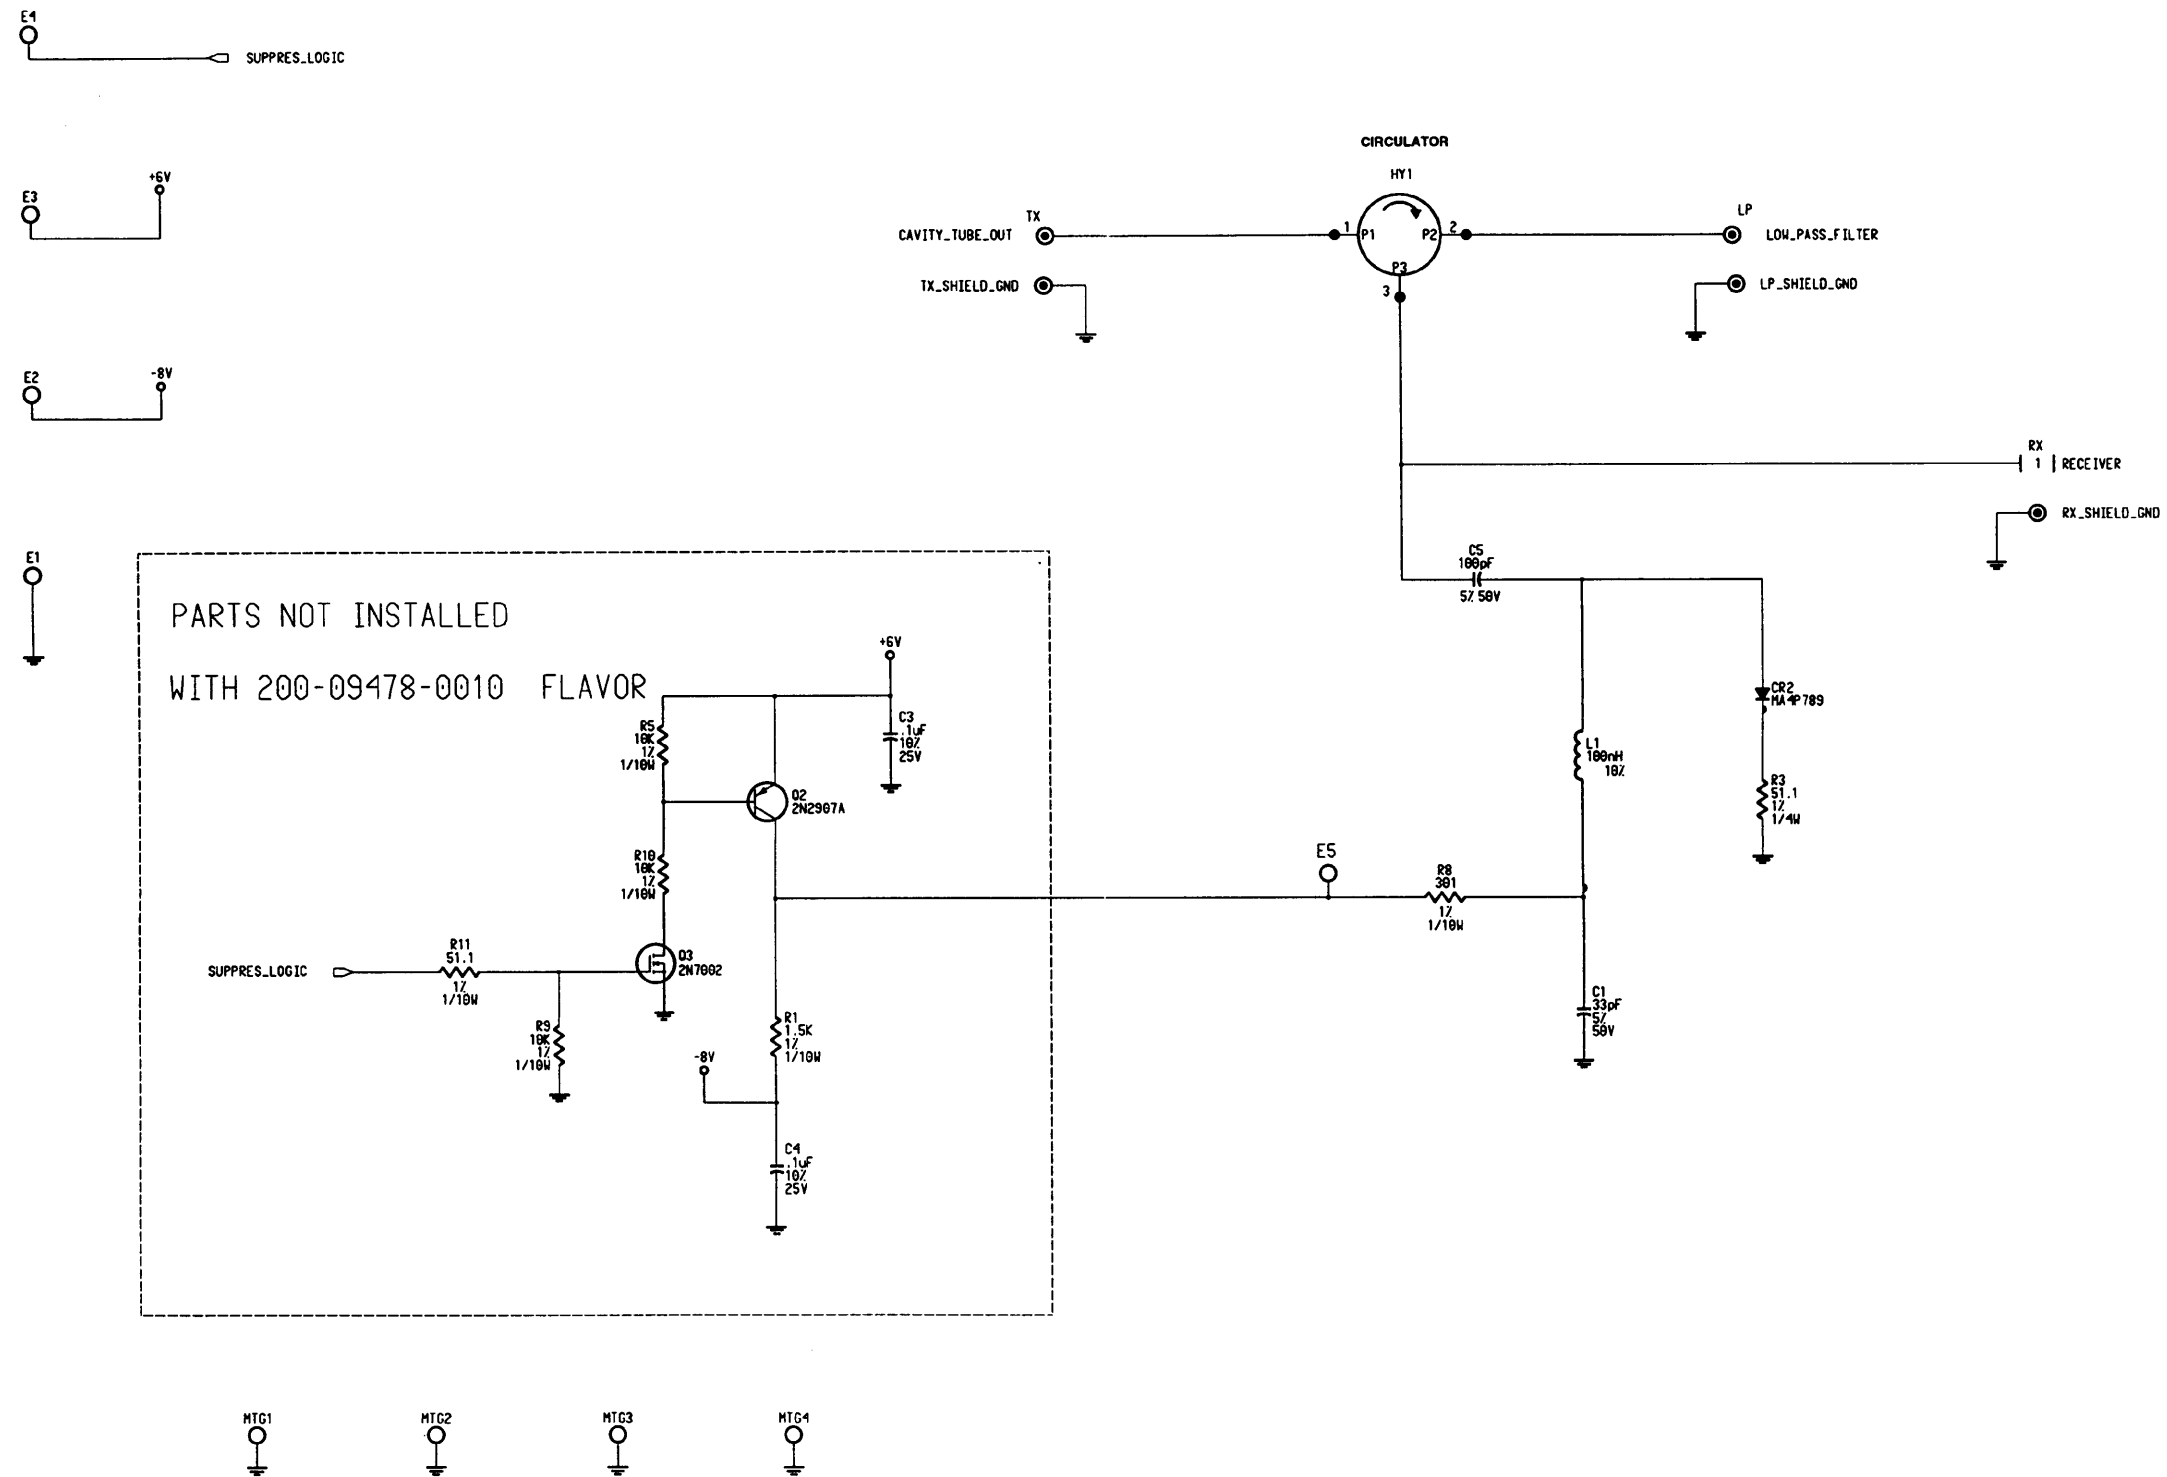 E4
SUPPRES_LOGIC
CIRCULATOR
HY1
+6V
E3
TX
CAVITY_TUBE_OUT
1
P1
P2
2
LP
LOW_PASS_FILTER
P3
3
TX_SHIELD_GND
LP_SHIELD_GND
-8V
E2
RX
1
RECEIVER
RX_SHIELD_GND
E1
C5
100pF
5% 50V
PARTS NOT INSTALLED
WITH 200-09478-0010 FLAVOR
+6V
R5
10K
1%
1/10W
C3
.1uF
10%
25V
Q2
2N2907A
CR2
MA4P789
L1
100nH
10%
R3
51.1
1%
1/4W
R10
10K
1%
1/10W
E5
R8
301
1%
1/10W
SUPPRES_LOGIC
R11
51.1
1%
1/10W
Q3
2N7002
R9
10K
1%
1/10W
R1
1.5K
1%
1/10W
-8V
C1
33pF
5%
50V
C4
.1uF
10%
25V
MTG1
MTG2
MTG3
MTG4